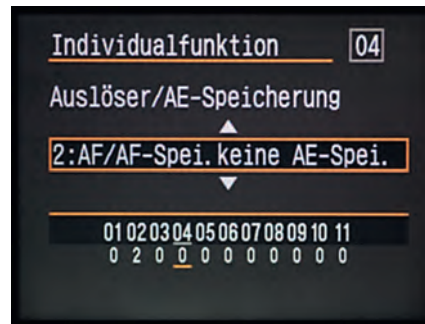 Individualfunktion 04
Auslöser/AE-Speicherung
2:AF/AF-Spei.keine AE-Spei.
01 02 03 04 05 06 07 08 09 10 11
0 2 0 0 0 0 0 0 0 0 0